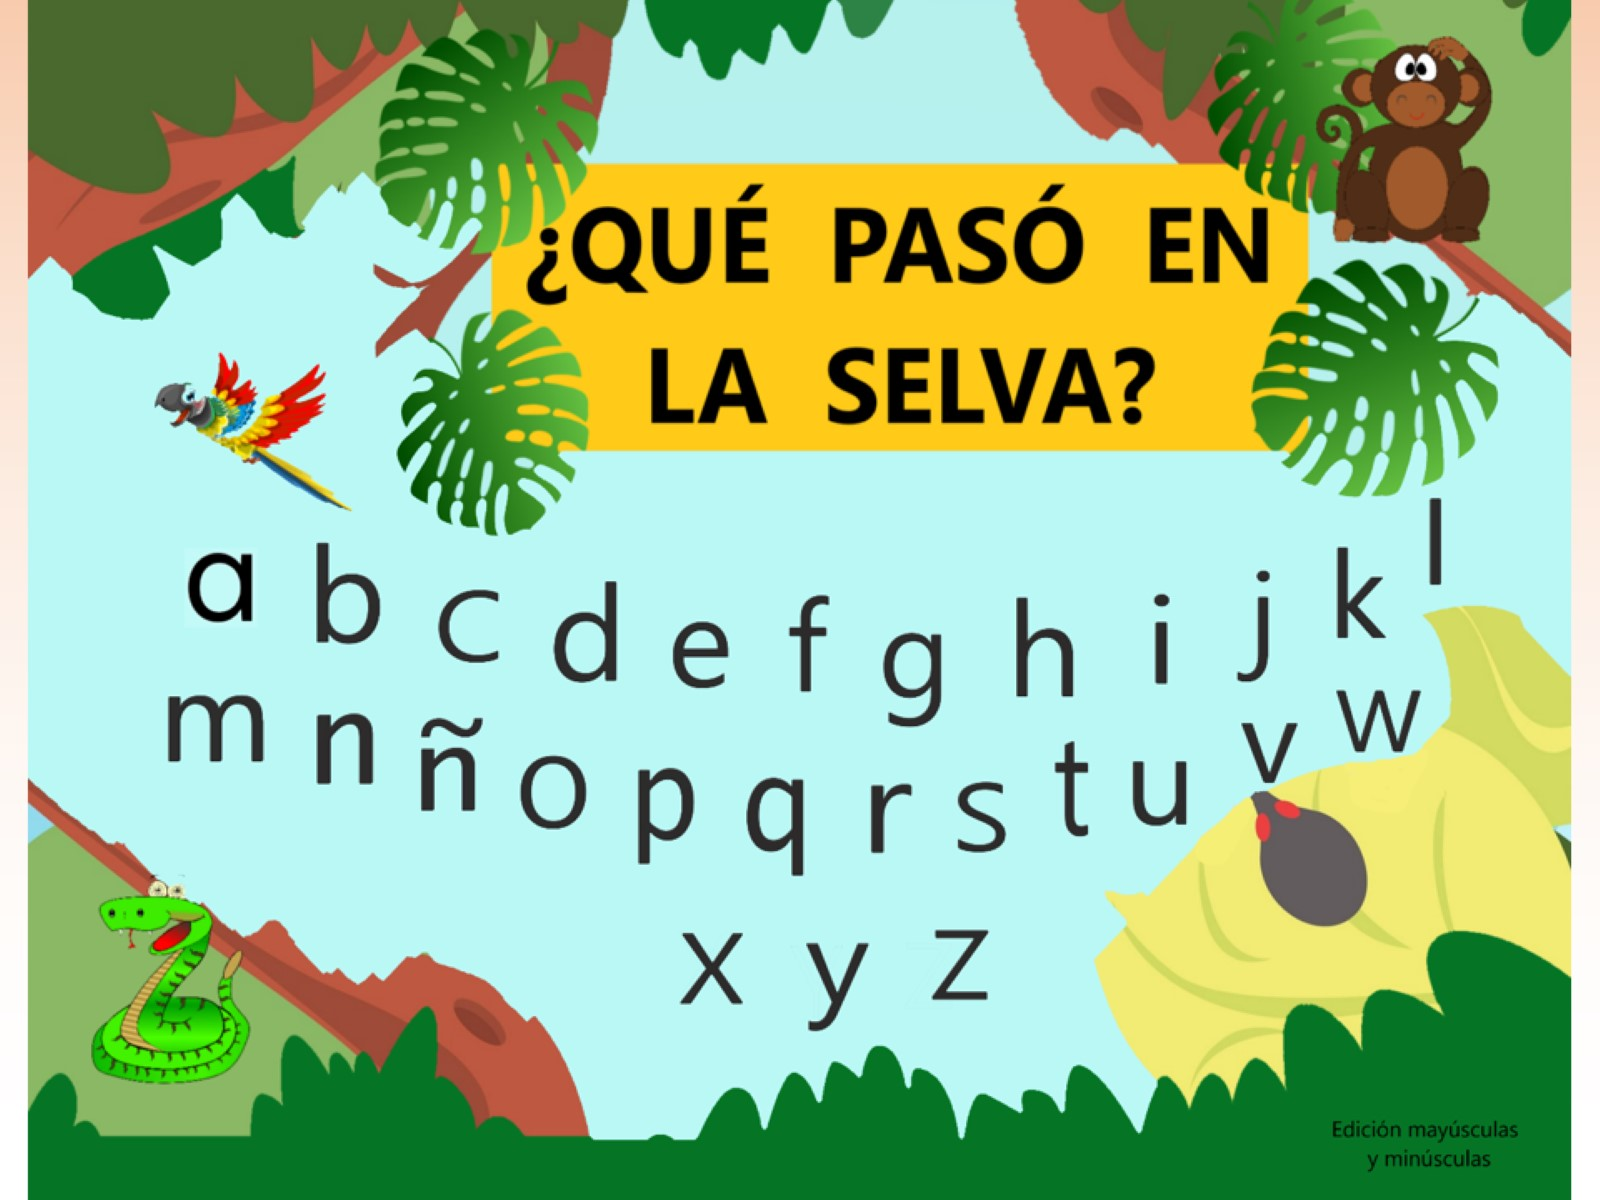 ¿QUÉ PASÓ EN
LA SELVA?
a b c d e f g h i j k l
m n ñ o p q r s t u v w
x y z
Edición mayúsculas
y minúsculas